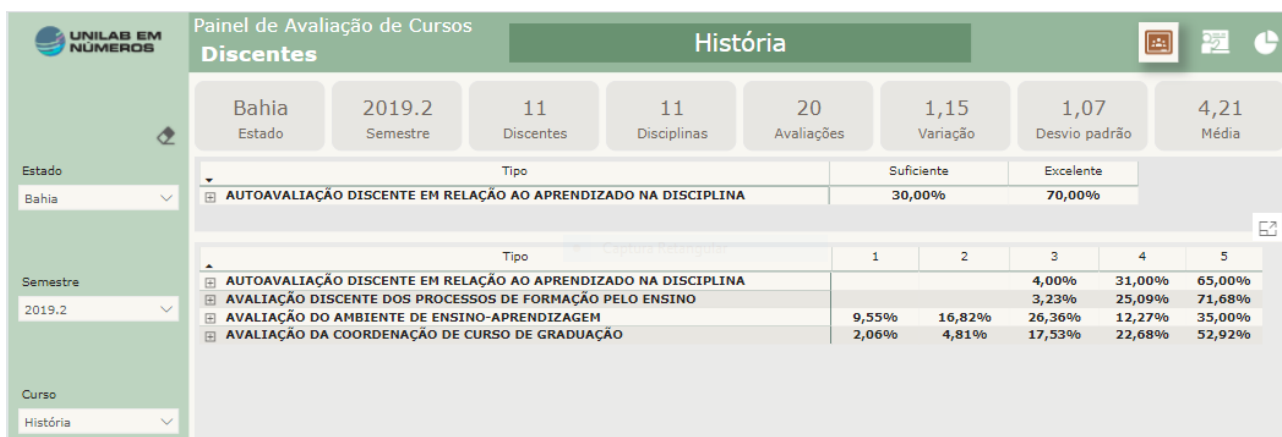 UNILAB EM
NÚMEROS
Painel de Avaliação de Cursos
Discentes
História
Bahia 2019.2 11 11 20 1,15 1,07 4,21
Estado Semestre Discentes Disciplinas Avaliações Variação Desvio padrão Média
Estado
Bahia
Tipo Suficiente Excelente
AUTOAVALIAÇÃO DISCENTE EM RELAÇÃO AO APRENDIZADO NA DISCIPLINA 30,00% 70,00%
Captura Retangular
Semestre
2019.2
Tipo 1 2 3 4 5
AUTOAVALIAÇÃO DISCENTE EM RELAÇÃO AO APRENDIZADO NA DISCIPLINA 4,00% 31,00% 65,00%
AVALIAÇÃO DISCENTE DOS PROCESSOS DE FORMAÇÃO PELO ENSINO 3,23% 25,09% 71,68%
AVALIAÇÃO DO AMBIENTE DE ENSINO-APRENDIZAGEM 9,55% 16,82% 26,36% 12,27% 35,00%
AVALIAÇÃO DA COORDENAÇÃO DE CURSO DE GRADUAÇÃO 2,06% 4,81% 17,53% 22,68% 52,92%
Curso
História